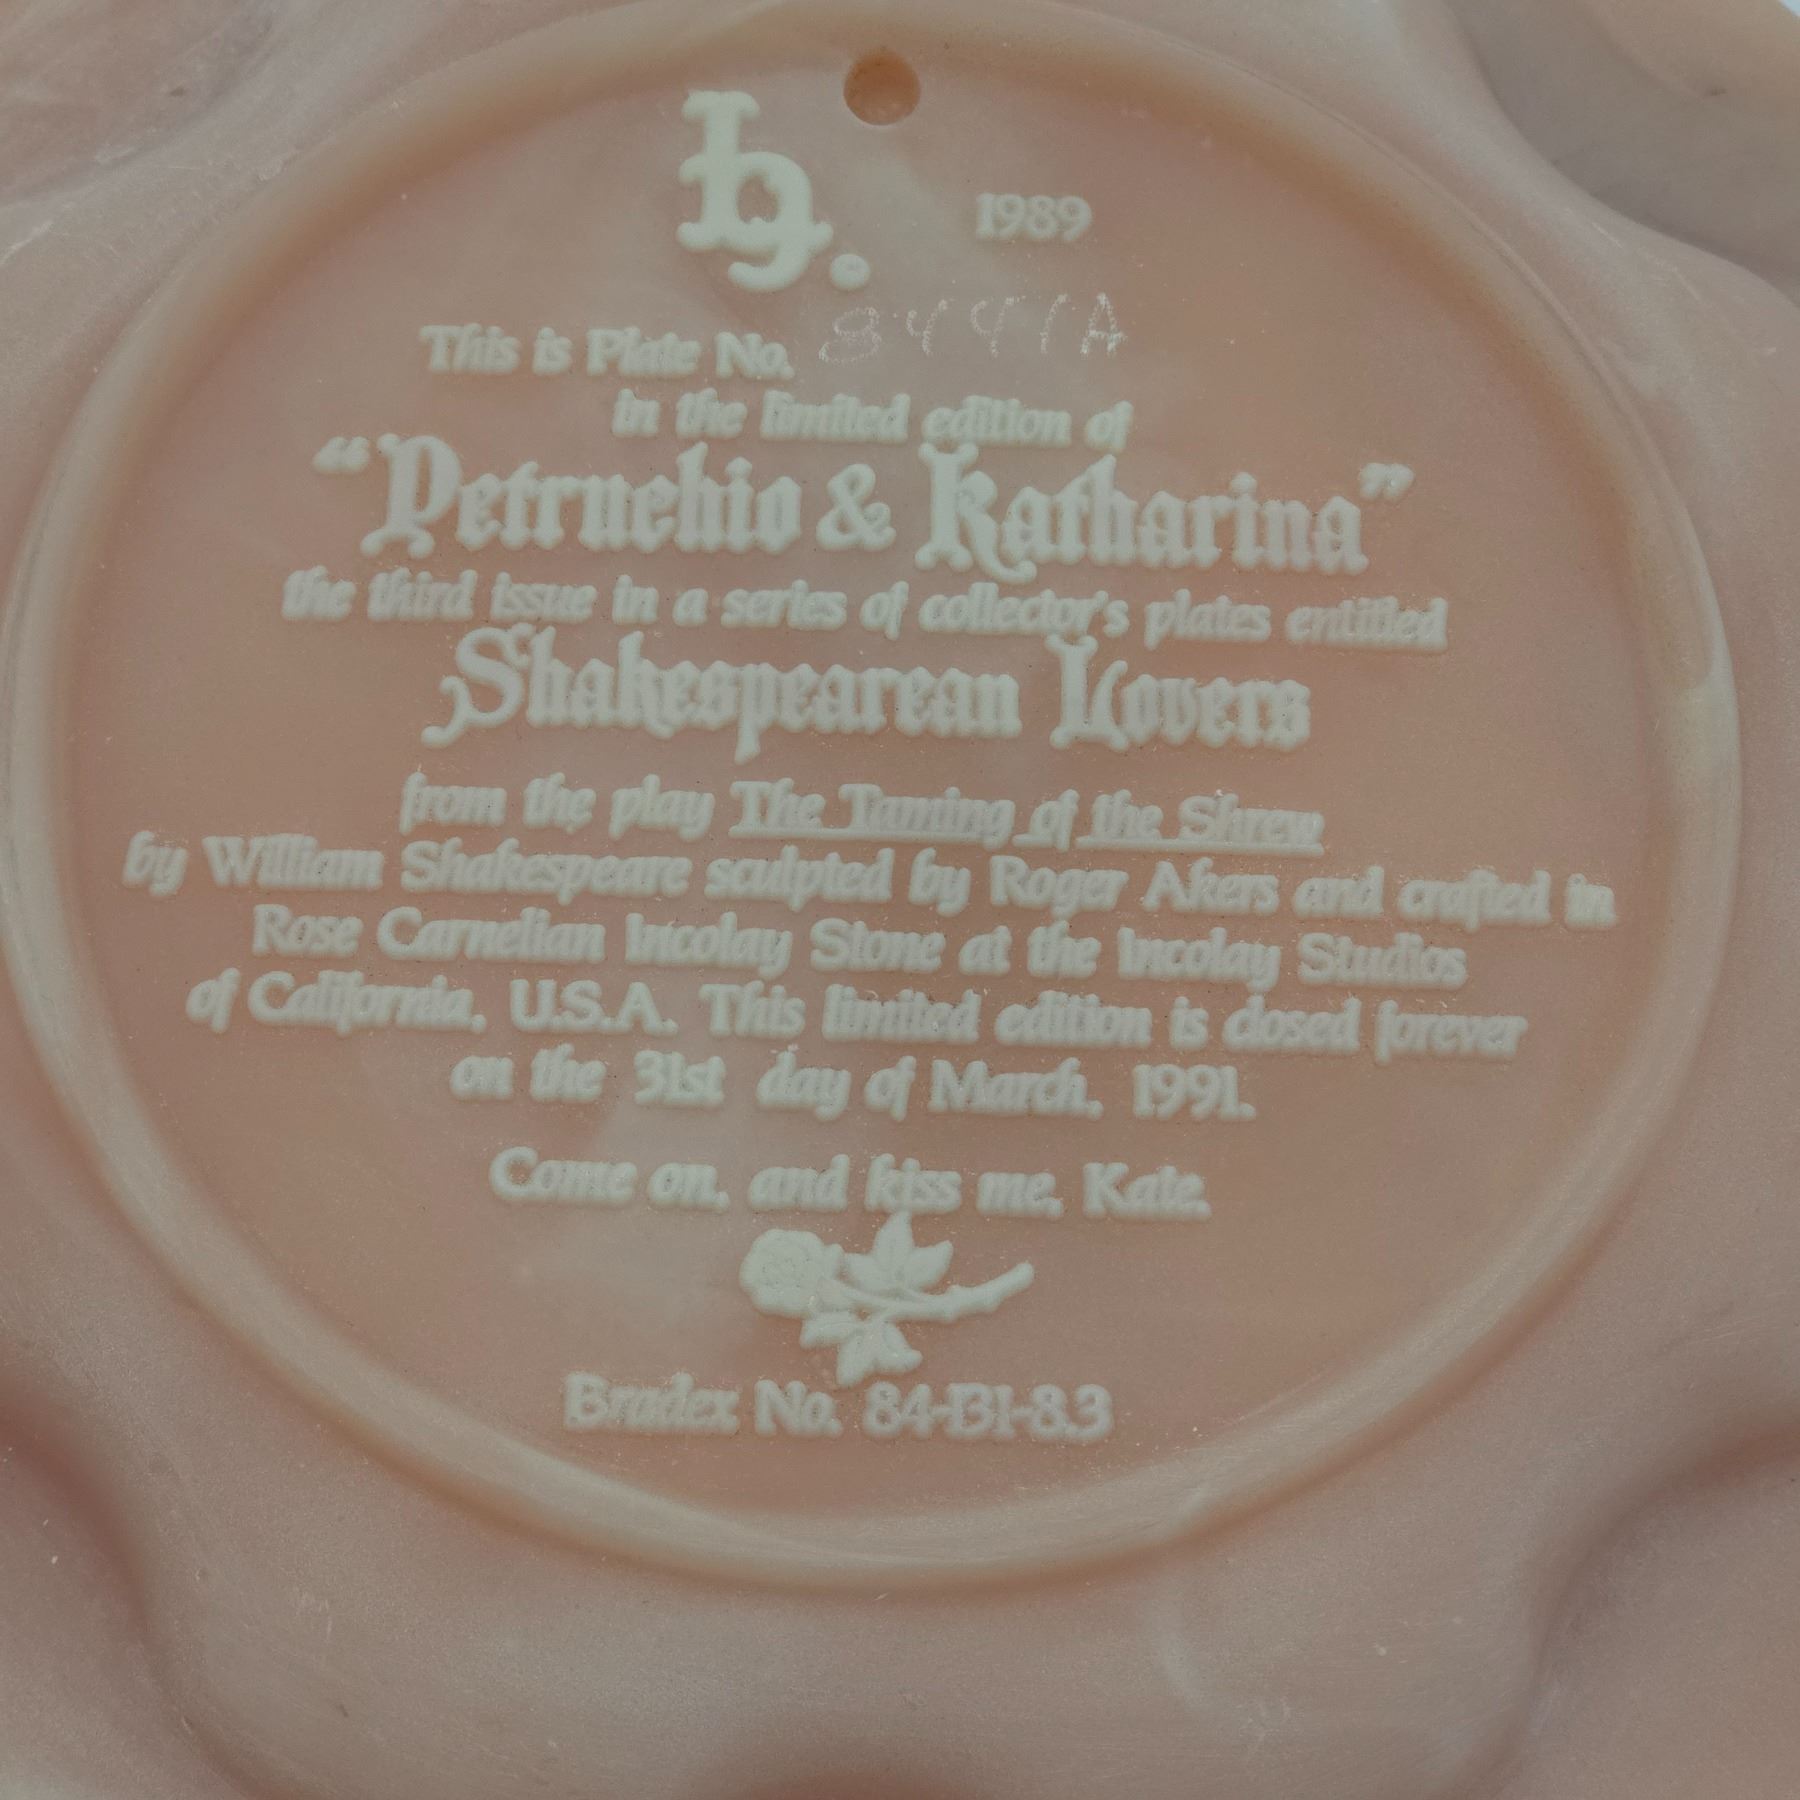 1989
This is Plate No. 8441A
in the limited edition of
“Petruchio & Katharina”
the third issue in a series of collector's plates entitled
Shakespearean Lovers
from the play The Taming of the Shrew
by William Shakespeare sculpted by Roger Akers and crafted in
Rose Carnelian Incolay Stone at the Incolay Studios
of California, U.S.A. This limited edition is closed forever
on the 31st day of March, 1991.
Come on, and kiss me, Kate.
Bradex No. 84-B1-8.3